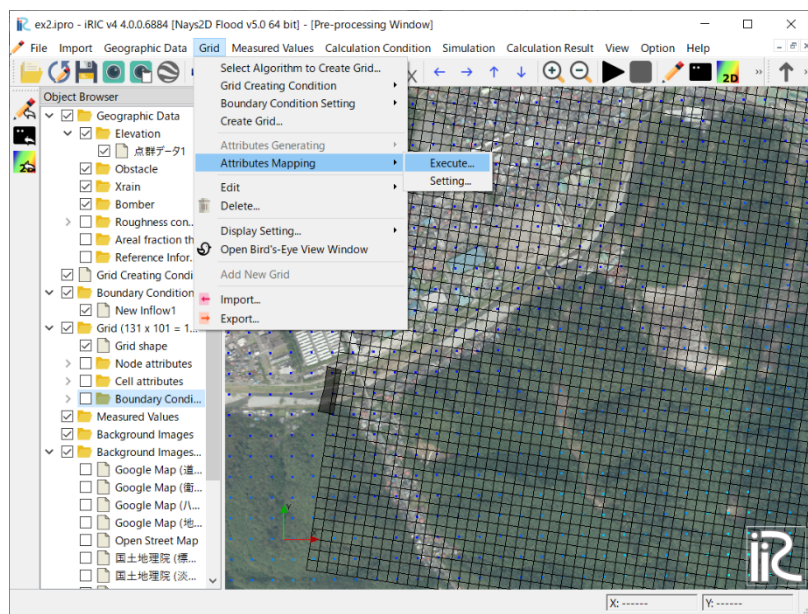 ex2.ipro - iRIC v4 4.0.0.6884 [Nays2D Flood v5.0 64 bit] - [Pre-processing Window]
File Import Geographic Data Grid Measured Values Calculation Condition Simulation Calculation Result View Option Help
2D
Object Browser
Geographic Data
Elevation
点群データ1
Obstacle
Xrain
Bomber
Roughness con...
Areal fraction th
Reference Infor.
Grid Creating Condi
Boundary Condition
New Inflow1
Grid (131 x 101 = 1...
Grid shape
Node attributes
Cell attributes
Boundary Condi...
Measured Values
Background Images
Background Images...
Google Map (道...
Google Map (衛...
Google Map (ハ...
Google Map (地...
Open Street Map
国土地理院 (標...
国土地理院 (淡...
Select Algorithm to Create Grid...
Grid Creating Condition
Boundary Condition Setting
Create Grid...
Attributes Generating
Attributes Mapping
Execute...
Setting...
Edit
Delete...
Display Setting...
Open Bird's-Eye View Window
Add New Grid
Import...
Export...
Y
iRiC
X: ------
Y: ------